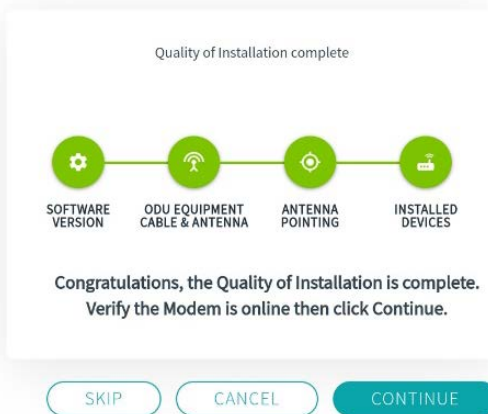 Quality of Installation complete
SOFTWARE
VERSION
ODU EQUIPMENT
CABLE & ANTENNA
ANTENNA
POINTING
INSTALLED
DEVICES
Congratulations, the Quality of Installation is complete.
Verify the Modem is online then click Continue.
SKIP
CANCEL
CONTINUE